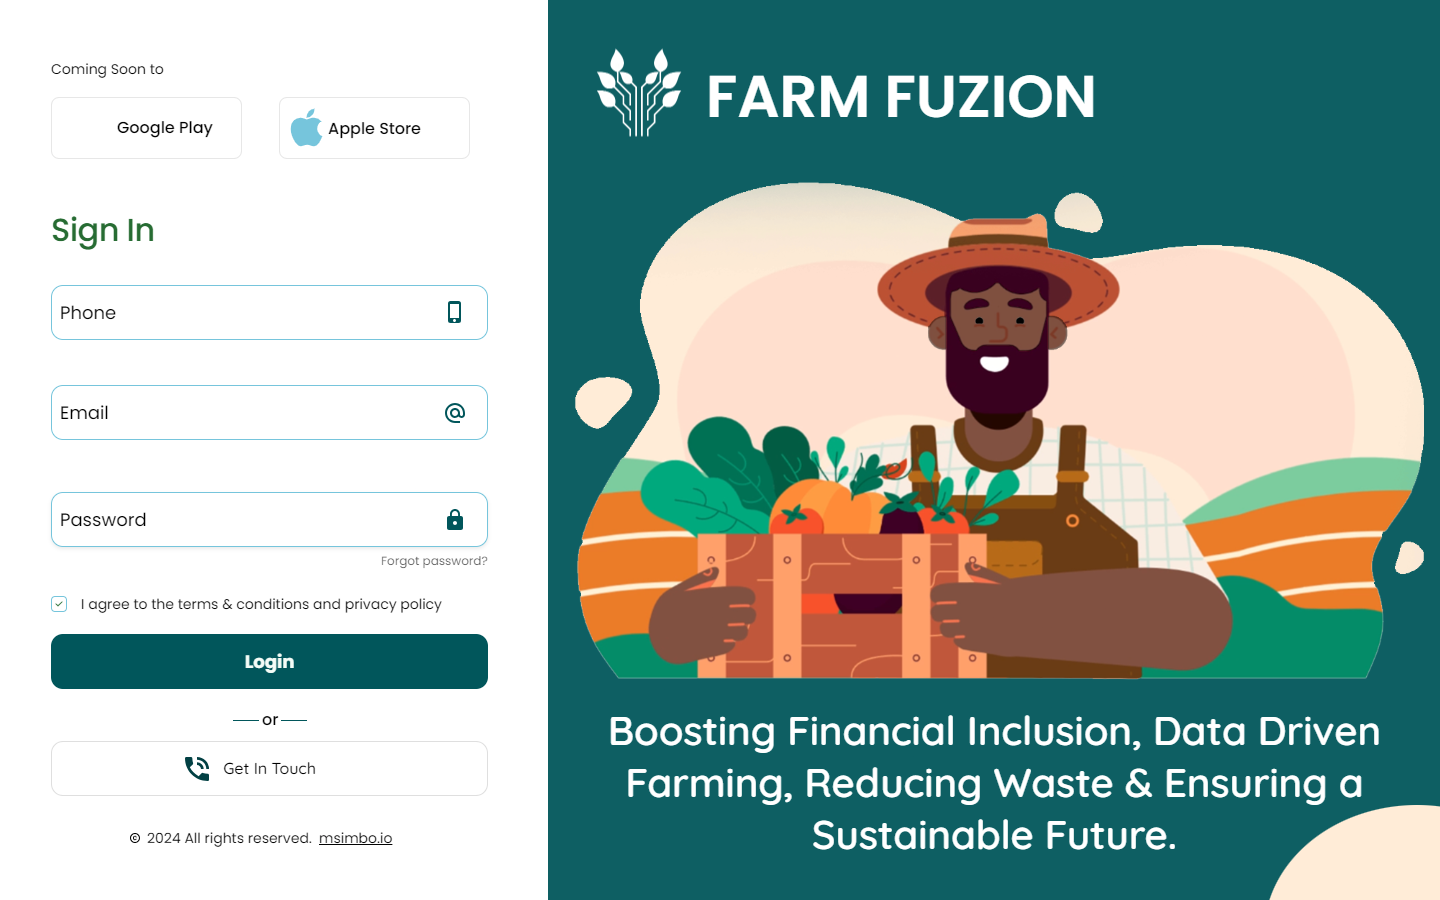 Coming Soon to
Google Play
Apple Store
Sign In
Phone
Email
Password
Forgot password?
I agree to the terms & conditions and privacy policy
Login
or
Get In Touch
© 2024 All rights reserved. msimbo.io
FARM FUZION
Boosting Financial Inclusion, Data Driven
Farming, Reducing Waste & Ensuring a
Sustainable Future.